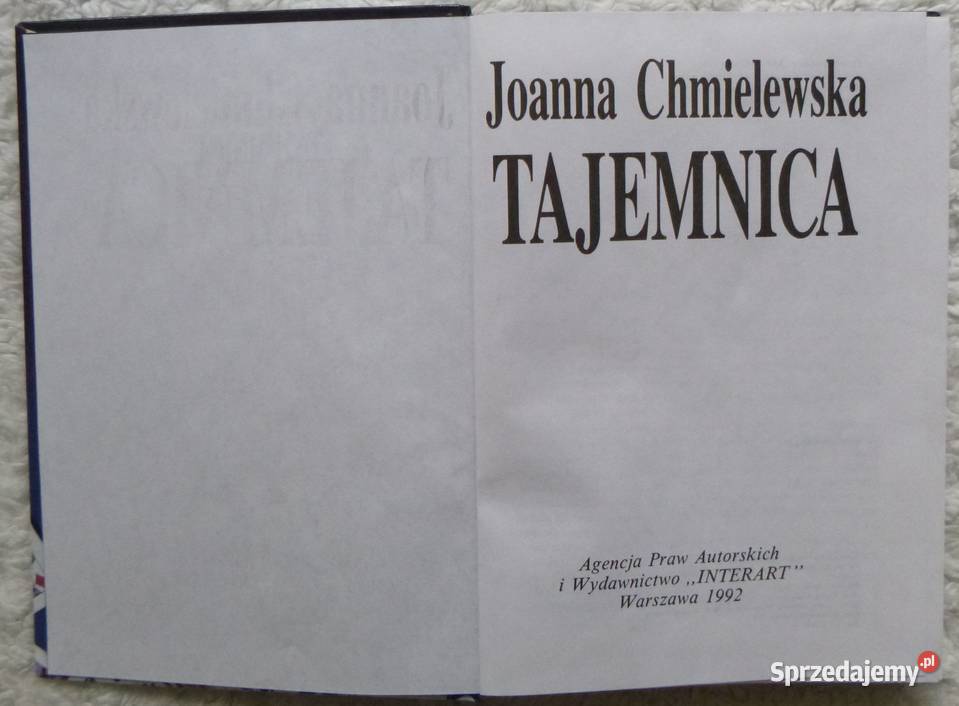 Joanna Chmielewska
TAJEMNICA
Agencja Praw Autorskich
i Wydawnictwo ,,INTERART''
Warszawa 1992
Sprzedajemy.pl